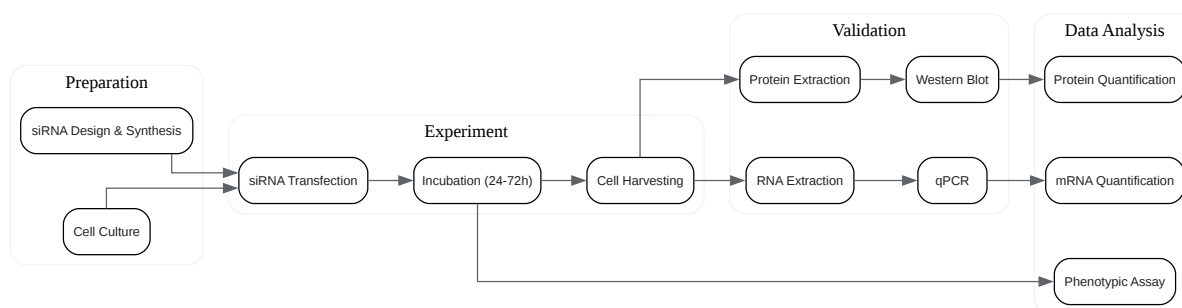 Preparation
siRNA Design & Synthesis
Cell Culture
Experiment
siRNA Transfection
Incubation (24-72h)
Cell Harvesting
Validation
Protein Extraction
Western Blot
RNA Extraction
qPCR
Data Analysis
Protein Quantification
mRNA Quantification
Phenotypic Assay